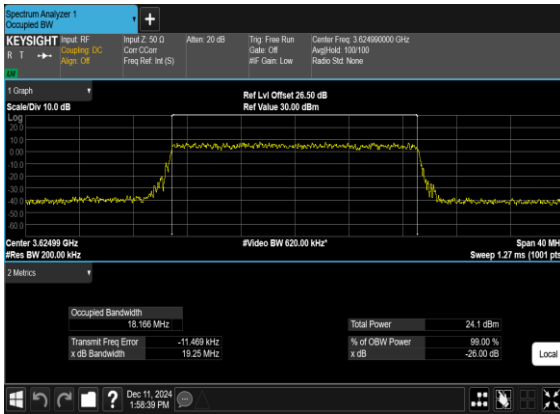 Spectrum Analyzer 1
Occupied BW
+
KEYSIGHT
R T
LXI
Input: RF
Coupling: DC
Align: Off
Input Z: 50 Ω
Corr CCorr
Freq Ref: Int (S)
Atten: 20 dB
Trig: Free Run
Gate: Off
#IF Gain: Low
Center Freq: 3.624990000 GHz
Avg|Hold: 100/100
Radio Std: None
1 Graph
Scale/Div 10.0 dB
Ref Lvl Offset 26.50 dB
Ref Value 30.00 dBm
Log
20.0
10.0
0.00
-10.0
-20.0
-30.0
-40.0
-50.0
-60.0
Center 3.62499 GHz
#Res BW 200.00 kHz
#Video BW 620.00 kHz*
Span 40 MH
Sweep 1.27 ms (1001 pts
2 Metrics
Occupied Bandwidth
18.166 MHz
Transmit Freq Error -11.469 kHz
x dB Bandwidth 19.25 MHz
Total Power 24.1 dBm
% of OBW Power 99.00 %
x dB -26.00 dB
Local
?
Dec 11, 2024
1:58:39 PM